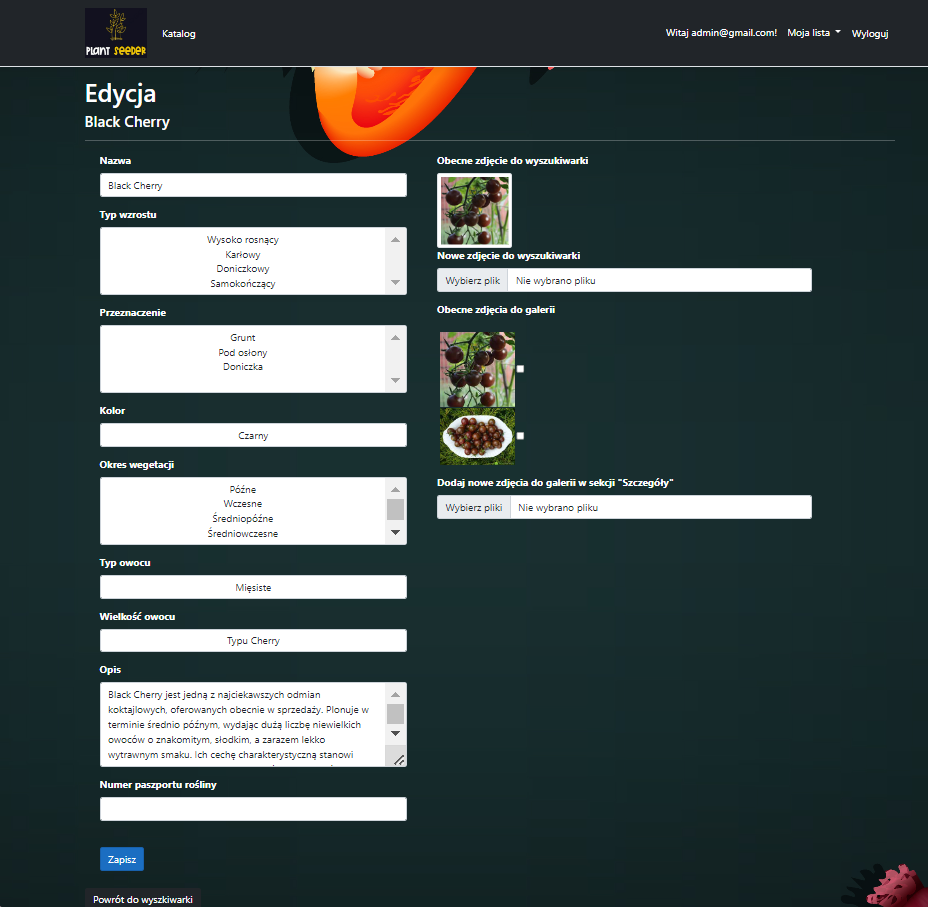 PLANT SEEDER
Katalog
Witaj admin@gmail.com!
Moja lista
Wyloguj
Edycja
Black Cherry
Nazwa
Black Cherry
Typ wzrostu
Wysoko rosnący
Karłowy
Doniczkowy
Samokończący
Przeznaczenie
Grunt
Pod osłony
Doniczka
Kolor
Czarny
Okres wegetacji
Późne
Wczesne
Średniopóźne
Średniowczesne
Typ owocu
Mięsiste
Wielkość owocu
Typu Cherry
Opis
Black Cherry jest jedną z najciekawszych odmian
koktajlowych, oferowanych obecnie w sprzedaży. Plonuje w
terminie średnio późnym, wydając dużą liczbę niewielkich
owoców o znakomitym, słodkim, a zarazem lekko
wytrawnym smaku. Ich cechę charakterystyczną stanowi
Numer paszportu rośliny
Zapisz
Powrót do wyszkiwarki
Obecne zdjęcie do wyszukiwarki
Nowe zdjęcie do wyszukiwarki
Wybierz plik
Nie wybrano pliku
Obecne zdjęcia do galerii
Dodaj nowe zdjęcia do galerii w sekcji "Szczegóły"
Wybierz pliki
Nie wybrano pliku